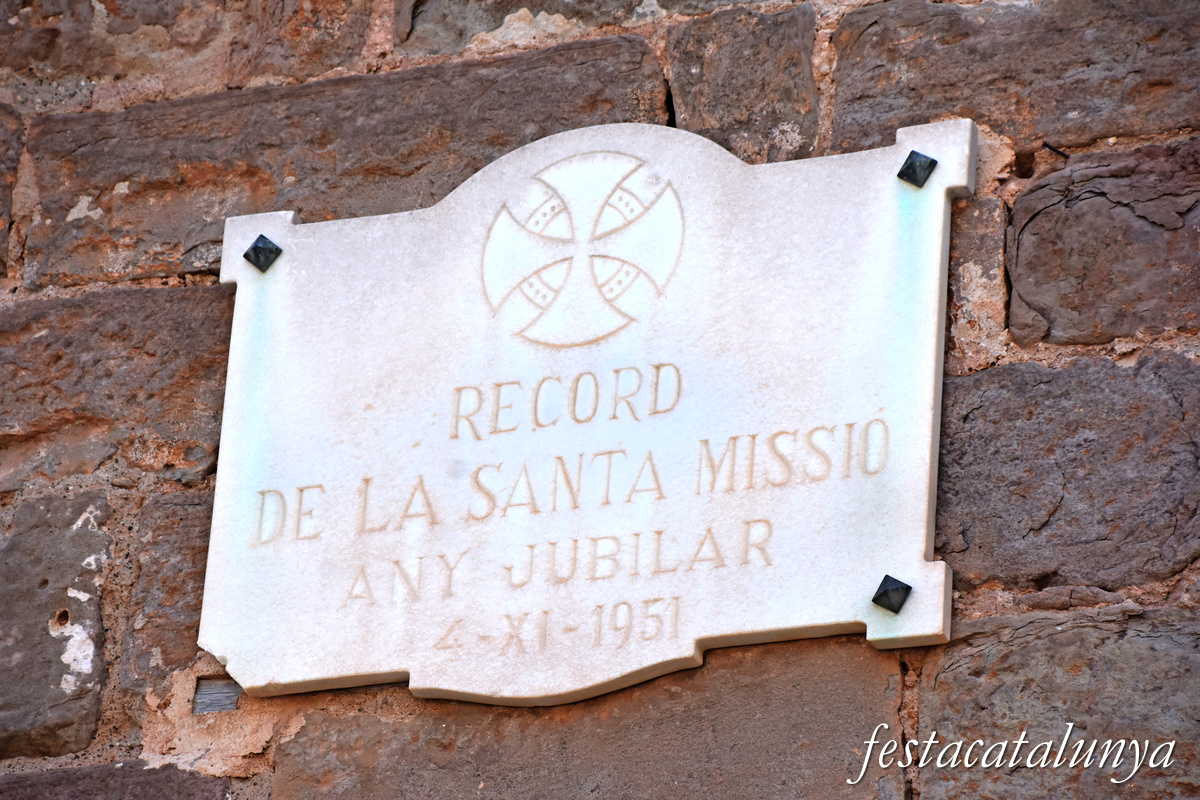 RECORD
DE LA SANTA MISSIÓ
ANY JUBILAR
4-XI-1951
festacatalunya